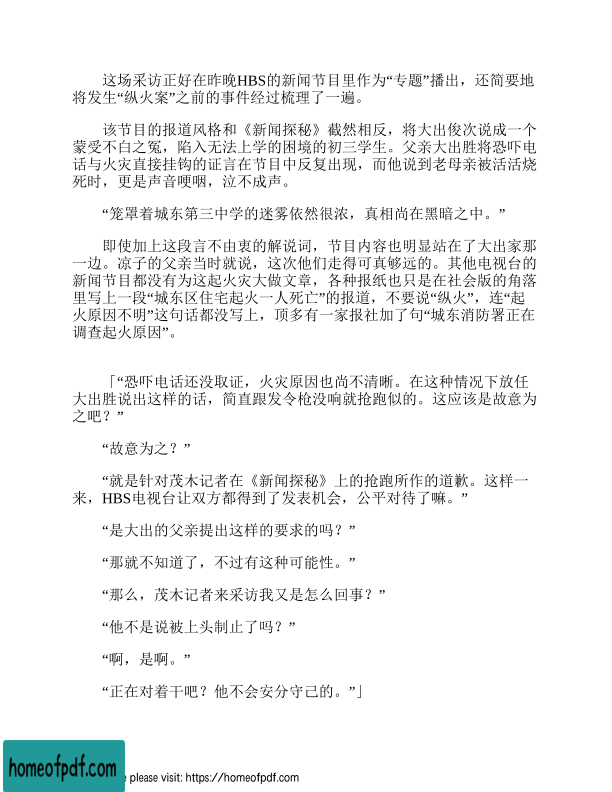 这场采访正好在昨晚HBS的新闻节目里作为“专题”播出，还简要地
将发生“纵火案”之前的事件经过梳理了一遍。
该节目的报道风格和《新闻探秘》截然相反，将大出俊次说成一个
蒙受不白之冤，陷入无法上学的困境的初三学生。父亲大出胜将恐吓电
话与火灾直接挂钩的证言在节目中反复出现，而他说到老母亲被活活烧
死时，更是声音哽咽，泣不成声。
“笼罩着城东第三中学的迷雾依然很浓，真相尚在黑暗之中。”
即使加上这段言不由衷的解说词，节目内容也明显站在了大出家那
一边。凉子的父亲当时就说，这次他们走得可真够远的。其他电视台的
新闻节目都没有为这起火灾大做文章，各种报纸也只是在社会版的角落
里写上一段“城东区住宅起火一人死亡”的报道，不要说“纵火”，连“起
火原因不明”这句话都没写上，顶多有一家报社加了句“城东消防署正在
调查起火原因”。
「“恐吓电话还没取证，火灾原因也尚不清晰。在这种情况下放任
大出胜说出这样的话，简直跟发令枪没响就抢跑似的。这应该是故意为
之吧？”
“故意为之？”
“就是针对茂木记者在《新闻探秘》上的抢跑所作的道歉。这样一
来，HBS电视台让双方都得到了发表机会，公平对待了嘛。”
“是大出的父亲提出这样的要求的吗？”
“那就不知道了，不过有这种可能性。”
“那么，茂木记者来采访我又是怎么回事？”
“他不是说被上头制止了吗？”
“啊，是啊。”
“正在对着干吧？他不会安分守己的。”」
homeofpdf.com
e please visit: https://homeofpdf.com